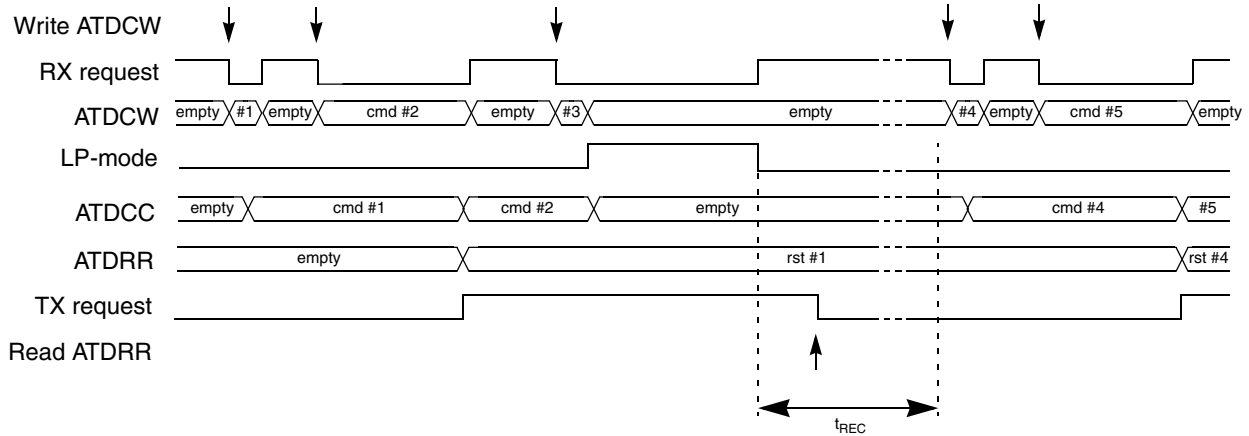 Write ATDCW
RX request
ATDCW empty #1 empty cmd #2 empty #3 empty #4 empty cmd #5 empty
LP-mode
ATDCC empty cmd #1 cmd #2 empty cmd #4 #5
ATDRR empty rst #1 rst #4
TX request
Read ATDRR
tREC